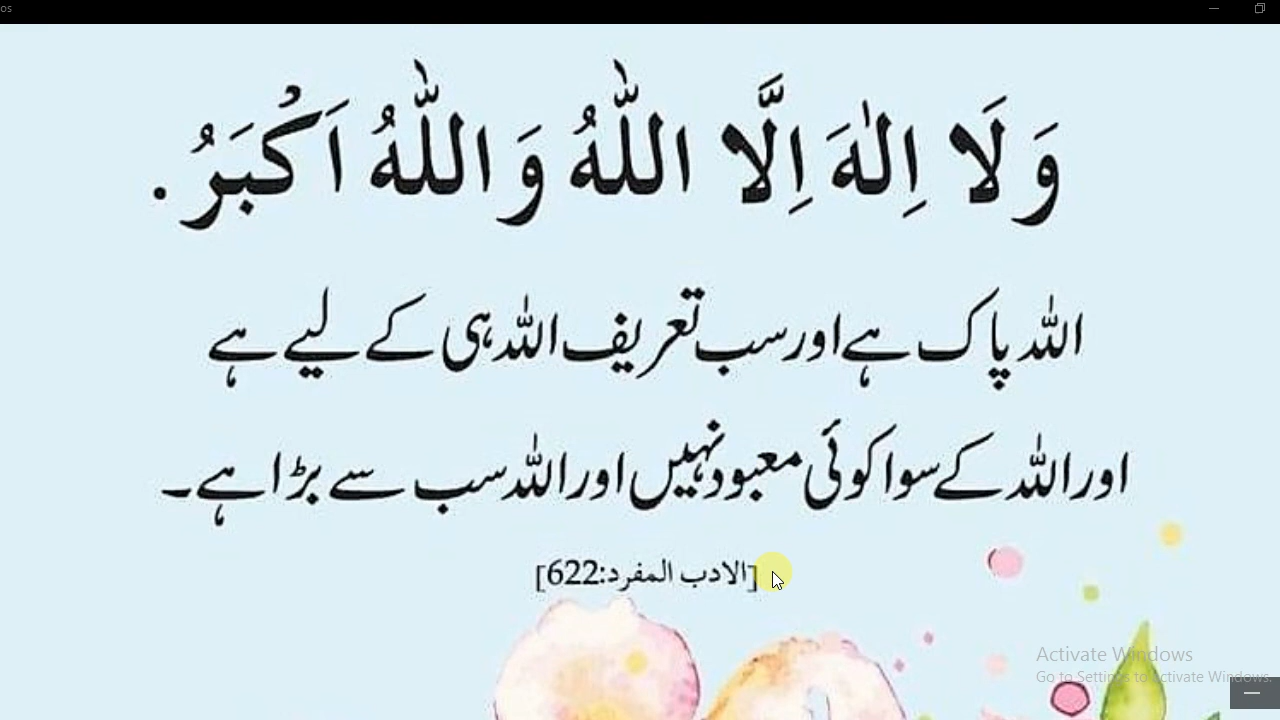 os
وَ لَا اِلٰهَ اِلَّا اللّٰهُ وَ اللّٰهُ اَكْبَرُ.
اللہ پاک ہے اور سب تعریف اللہ ہی کے لیے ہے
اور اللہ کے سوا کوئی معبود نہیں اور اللہ سب سے بڑا ہے۔
[الادب المفرد:622]
Activate Windows
Go to Settings to Activate Windows.